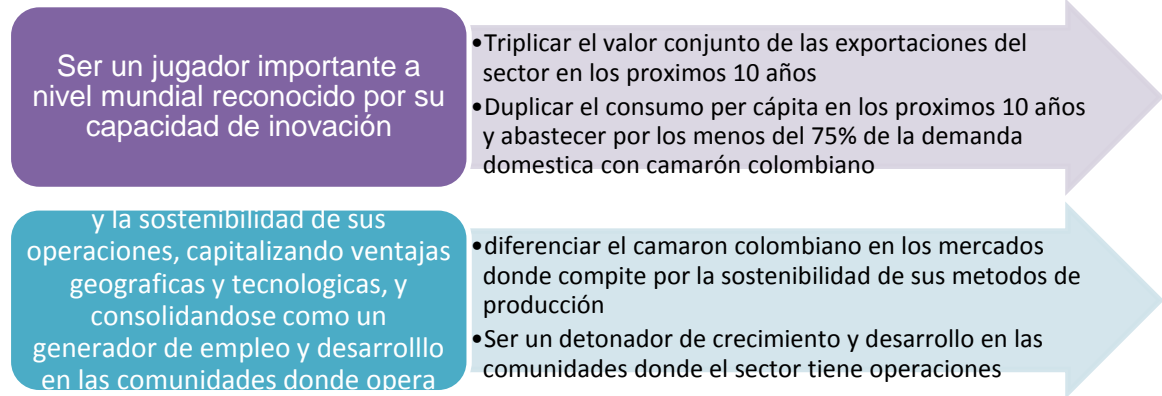 Ser un jugador importante a
nivel mundial reconocido por su
capacidad de inovación
•Triplicar el valor conjunto de las exportaciones del
sector en los proximos 10 años
•Duplicar el consumo per cápita en los proximos 10 años
y abastecer por los menos del 75% de la demanda
domestica con camarón colombiano
y la sostenibilidad de sus
operaciones, capitalizando ventajas
geograficas y tecnologicas, y
consolidandose como un
generador de empleo y desarrolllo
en las comunidades donde opera
•diferenciar el camaron colombiano en los mercados
donde compite por la sostenibilidad de sus metodos de
producción
•Ser un detonador de crecimiento y desarrollo en las
comunidades donde el sector tiene operaciones